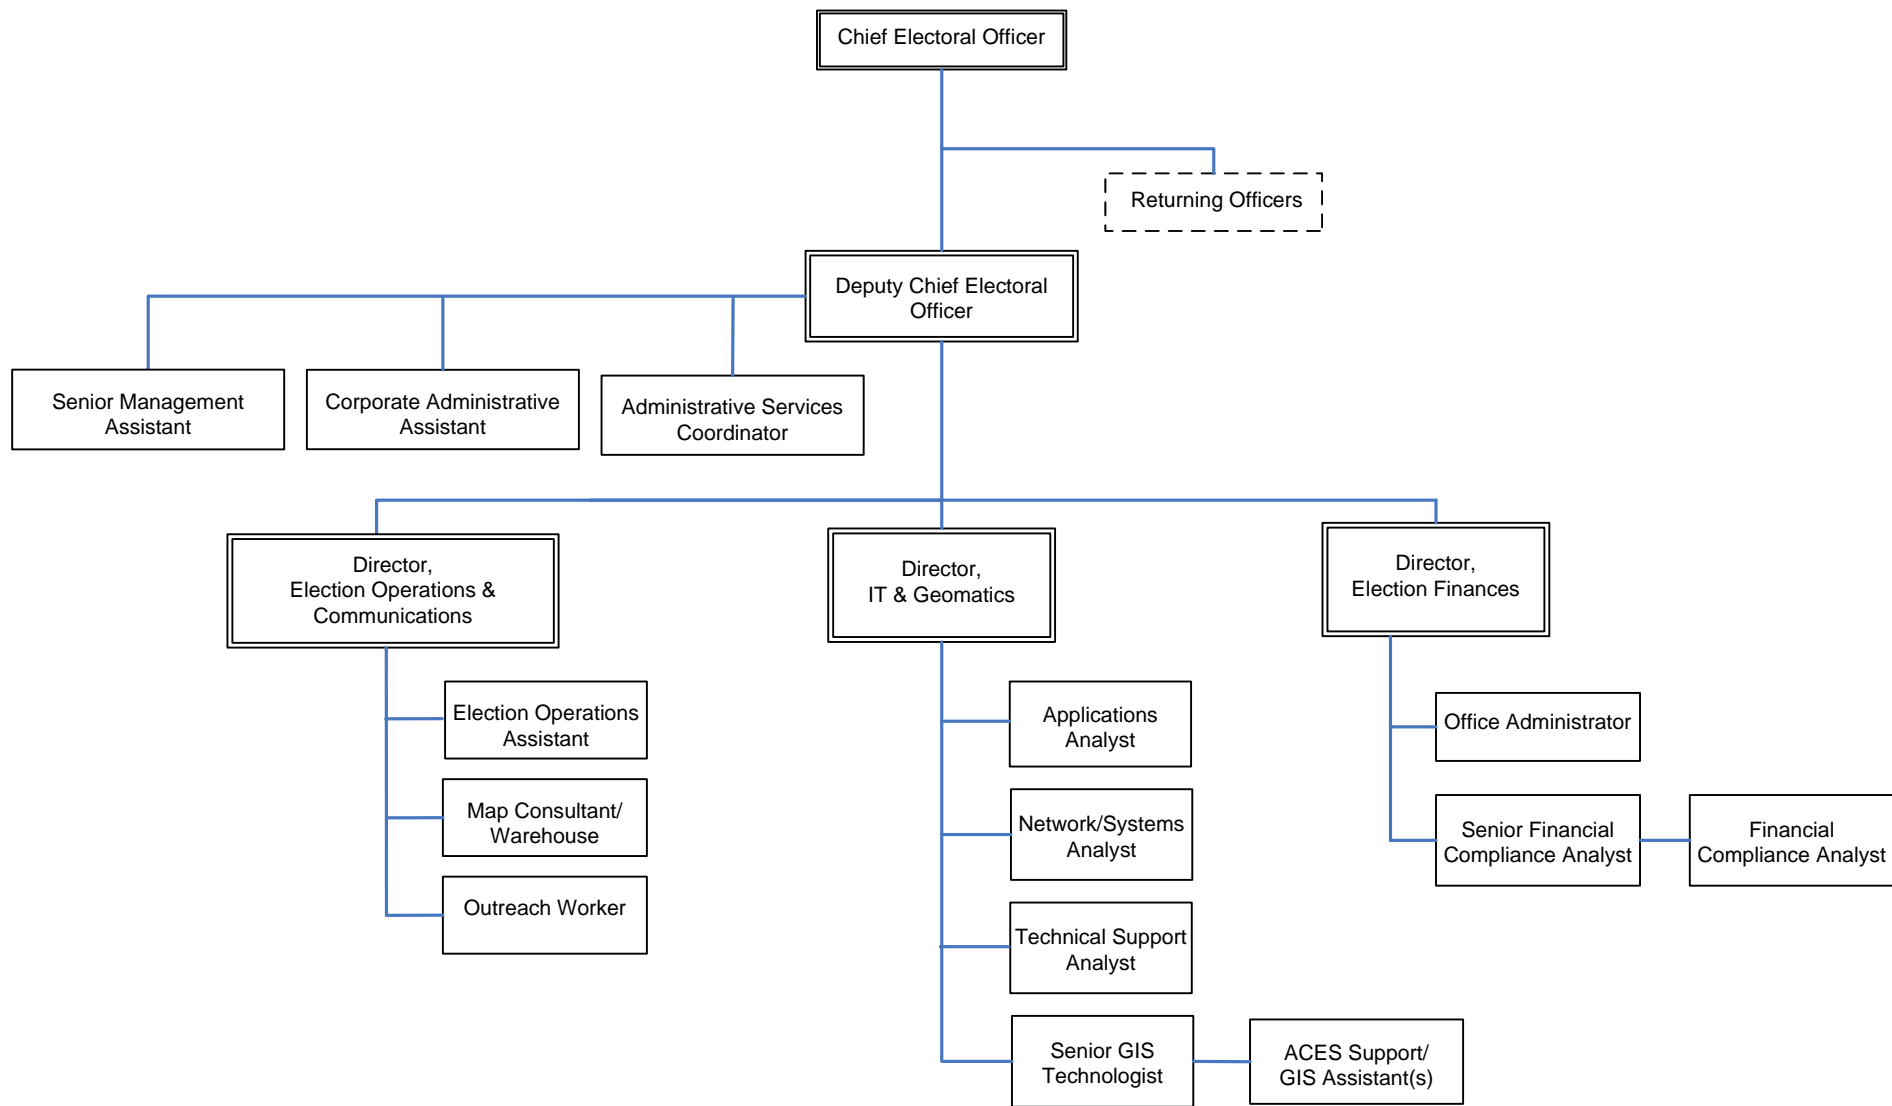 Chief Electoral Officer
Returning Officers
Deputy Chief Electoral
Officer
Senior Management
Assistant
Corporate Administrative
Assistant
Administrative Services
Coordinator
Director,
Election Operations &
Communications
Director,
IT & Geomatics
Director,
Election Finances
Election Operations
Assistant
Map Consultant/
Warehouse
Outreach Worker
Applications
Analyst
Network/Systems
Analyst
Technical Support
Analyst
Senior GIS
Technologist
ACES Support/
GIS Assistant(s)
Office Administrator
Senior Financial
Compliance Analyst
Financial
Compliance Analyst